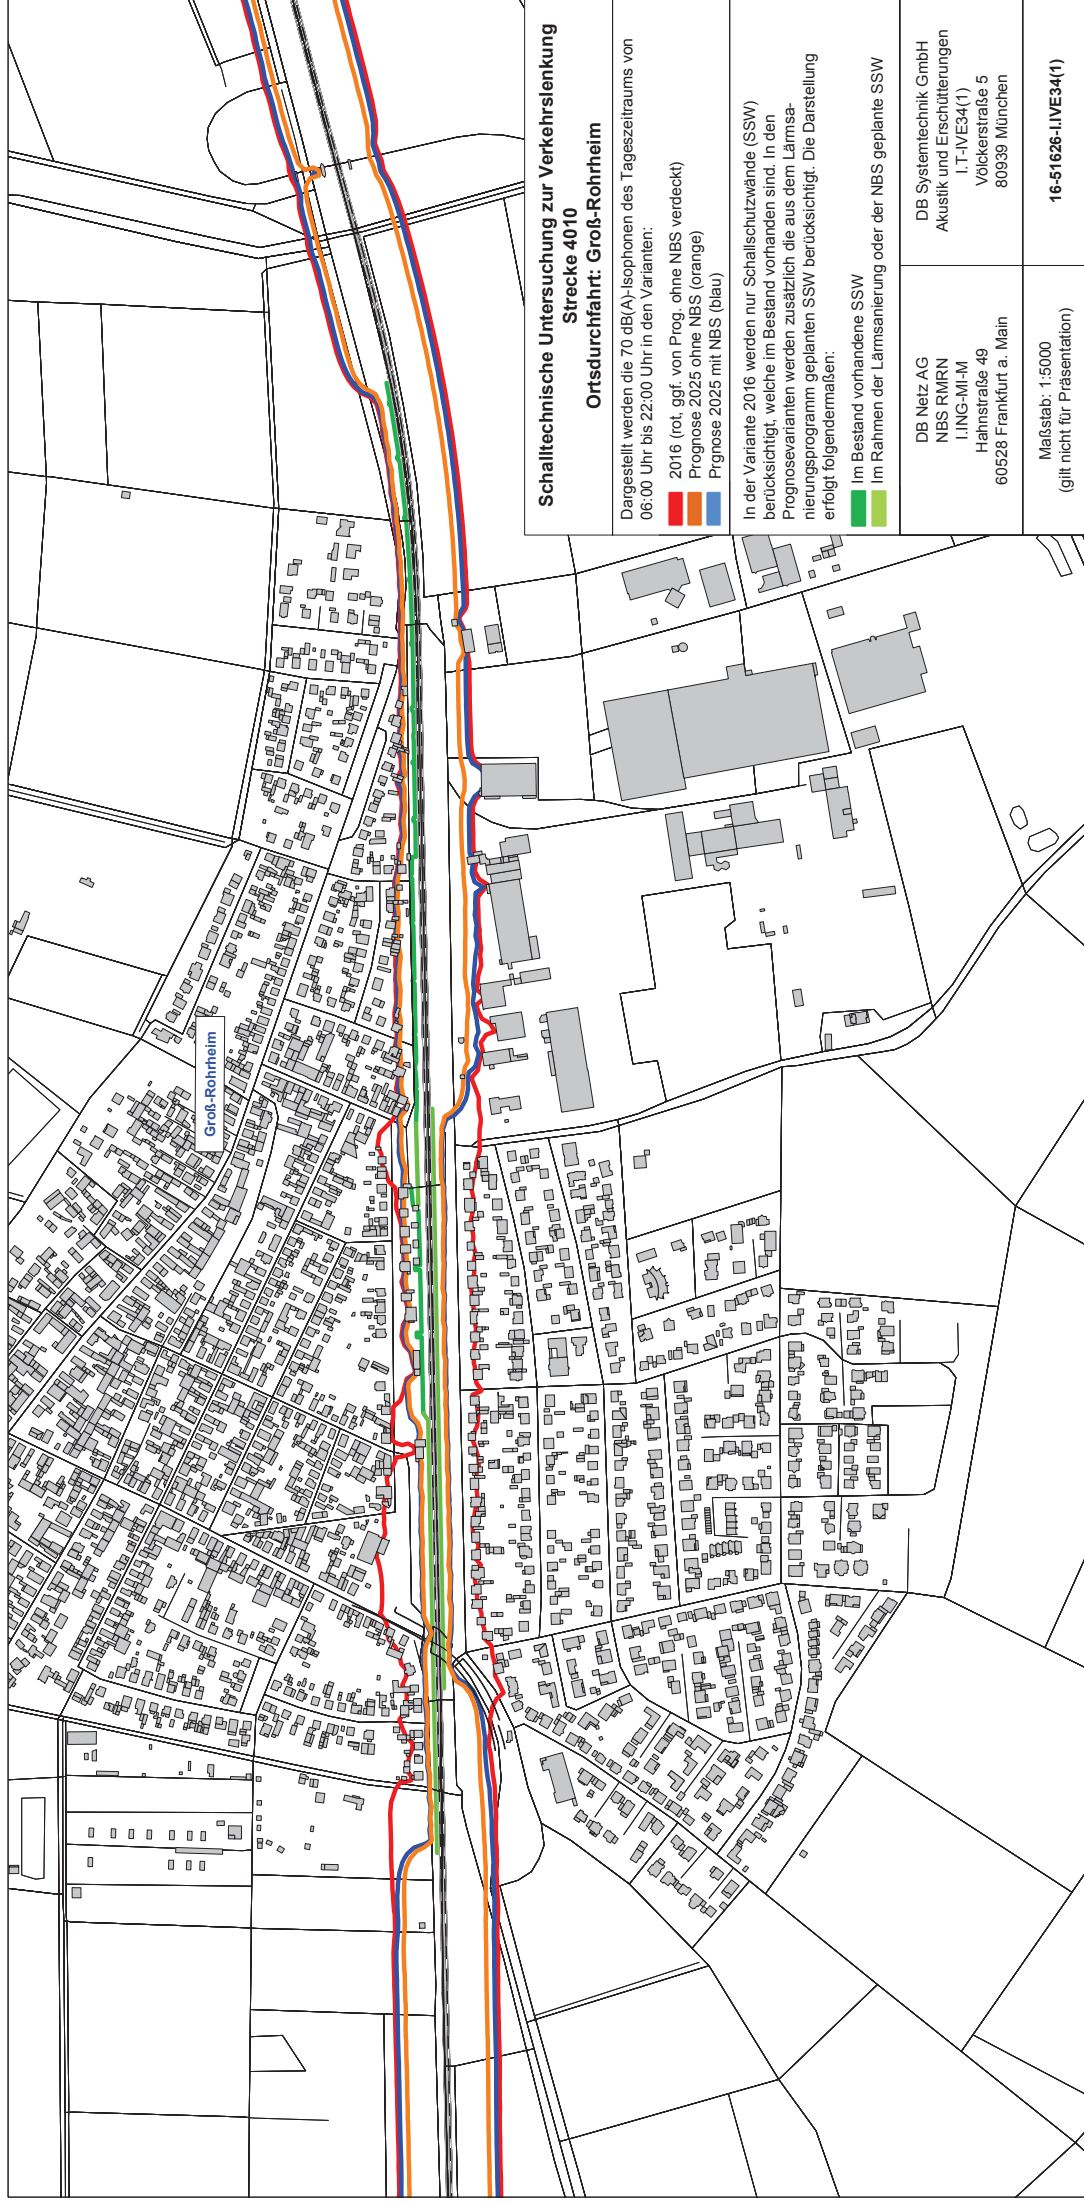 Groß-Rohrheim
Schalltechnische Untersuchung zur Verkehrslenkung
Strecke 4010
Ortsdurchfahrt: Groß-Rohrheim
Dargestellt werden die 70 dB(A)-Isophonen des Tageszeitraums von
06:00 Uhr bis 22:00 Uhr in den Varianten:
2016 (rot, ggf. von Prog. ohne NBS verdeckt)
Prognose 2025 ohne NBS (orange)
Prgnose 2025 mit NBS (blau)
In der Variante 2016 werden nur Schallschutzwände (SSW)
berücksichtigt, welche im Bestand vorhanden sind. In den
Prognosevarianten werden zusätzlich die aus dem Lärmsa-
nierungsprogramm geplanten SSW berücksichtigt. Die Darstellung
erfolgt folgendermaßen:
Im Bestand vorhandene SSW
Im Rahmen der Lärmsanierung oder der NBS geplante SSW
DB Netz AG
NBS RMRN
I.ING-MI-M
Hahnstraße 49
60528 Frankfurt a. Main
DB Systemtechnik GmbH
Akustik und Erschütterungen
I.T-IVE34(1)
Völckerstraße 5
80939 München
Maßstab: 1:5000
(gilt nicht für Präsentation)
16-51626-I.IVE34(1)